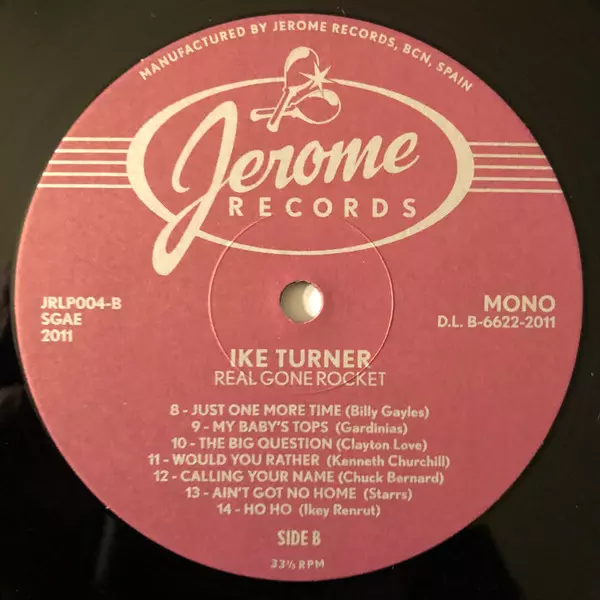 MANUFACTURED BY JEROME RECORDS, BCN, SPAIN
Jerome
RECORDS
JRLP004-B
SGAE
2011
MONO
D.L. B-6622-2011
IKE TURNER
REAL GONE ROCKET
8 - JUST ONE MORE TIME (Billy Gayles)
9 - MY BABY'S TOPS (Gardinias)
10 - THE BIG QUESTION (Clayton Love)
11 - WOULD YOU RATHER (Kenneth Churchill)
12 - CALLING YOUR NAME (Chuck Bernard)
13 - AIN'T GOT NO HOME (Starrs)
14 - HO HO (Ikey Renrut)
SIDE B
33⅓ RPM